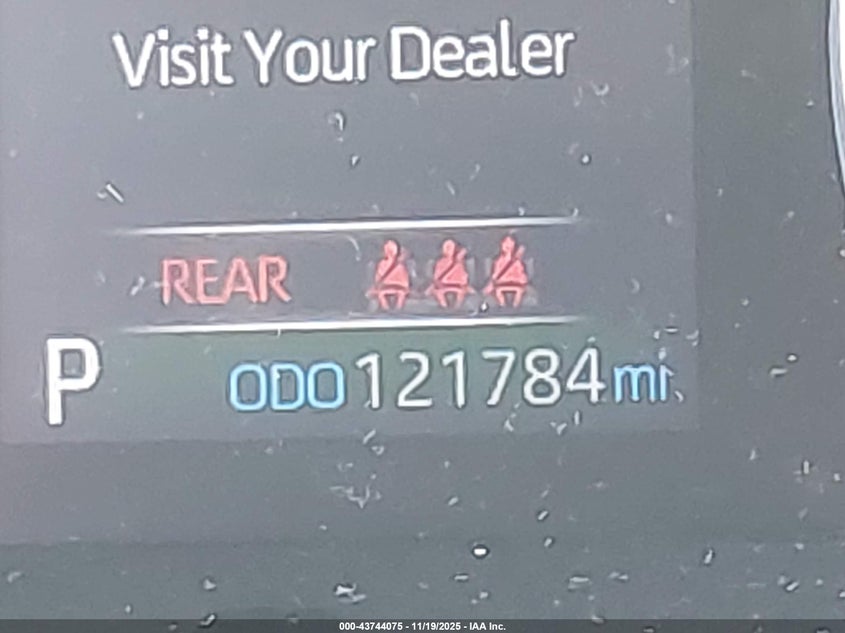 Visit Your Dealer
REAR
P ODO 121784 mi
000-43744075 - 11/19/2025 - IAA Inc.